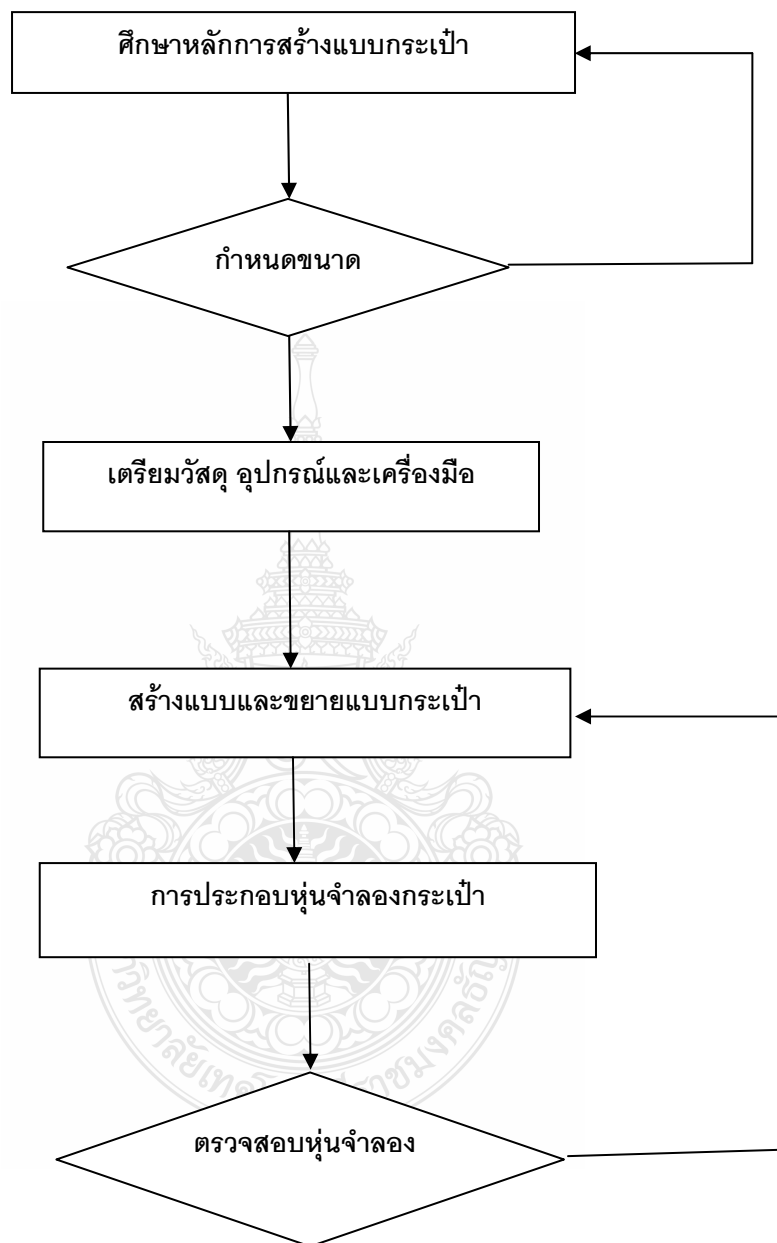 ศึกษาหลักการสร้างแบบกระเป๋า
กำหนดขนาด
เตรียมวัสดุ อุปกรณ์และเครื่องมือ
สร้างแบบและขยายแบบกระเป๋า
การประกอบหุ่นจำลองกระเป๋า
ตรวจสอบหุ่นจำลอง